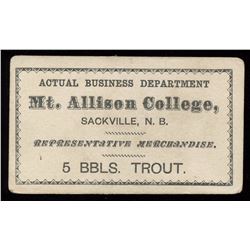 ACTUAL BUSINESS DEPARTMENT
Mt. Allison College,
SACKVILLE, N. B.
REPRESENTATIVE MERCHANDISE.
5 BBLS. TROUT.